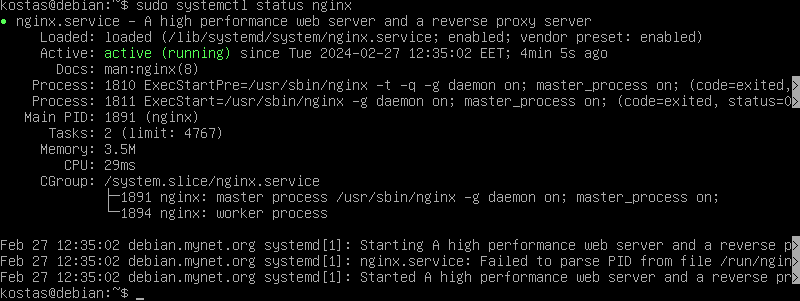 kostas@debian:~$ sudo systemctl status nginx
● nginx.service - A high performance web server and a reverse proxy server
     Loaded: loaded (/lib/systemd/system/nginx.service; enabled; vendor preset: enabled)
     Active: active (running) since Tue 2024-02-27 12:35:02 EET; 4min 5s ago
       Docs: man:nginx(8)
    Process: 1810 ExecStartPre=/usr/sbin/nginx -t -q -g daemon on; master_process on; (code=exited,>
    Process: 1811 ExecStart=/usr/sbin/nginx -g daemon on; master_process on; (code=exited, status=0>
   Main PID: 1891 (nginx)
      Tasks: 2 (limit: 4767)
     Memory: 3.5M
        CPU: 29ms
     CGroup: /system.slice/nginx.service
             ├─1891 nginx: master process /usr/sbin/nginx -g daemon on; master_process on;
             └─1894 nginx: worker process
Feb 27 12:35:02 debian.mynet.org systemd[1]: Starting A high performance web server and a reverse p>
Feb 27 12:35:02 debian.mynet.org systemd[1]: nginx.service: Failed to parse PID from file /run/ngin>
Feb 27 12:35:02 debian.mynet.org systemd[1]: Started A high performance web server and a reverse pr>
kostas@debian:~$ _